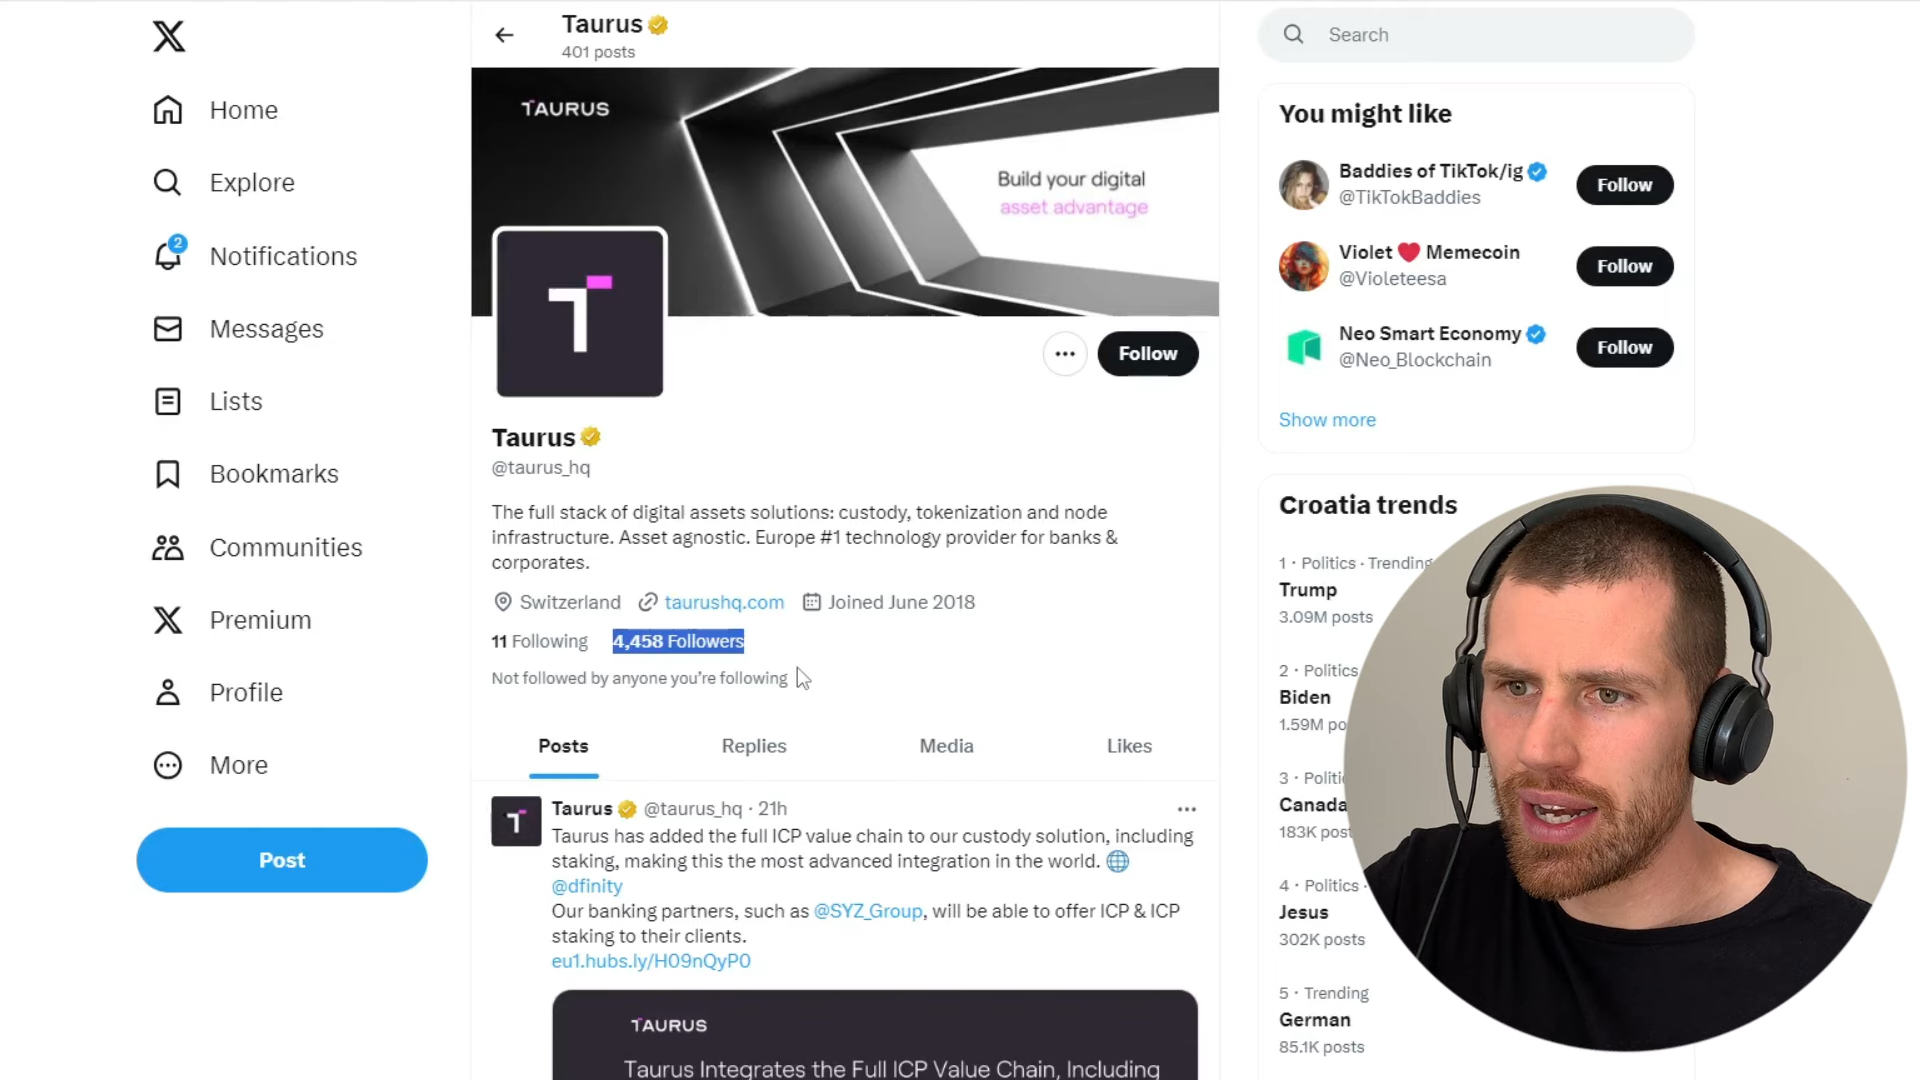 Home
Explore
2
Notifications
Messages
Lists
Bookmarks
Communities
Premium
Profile
More
Post
Taurus
401 posts
TAURUS
Build your digital
asset advantage
Follow
Taurus
@taurus_hq
The full stack of digital assets solutions: custody, tokenization and node
infrastructure. Asset agnostic. Europe #1 technology provider for banks &
corporates.
Switzerland taurushq.com Joined June 2018
11 Following 4,458 Followers
Not followed by anyone you're following
Posts Replies Media Likes
Taurus @taurus_hq · 21h
Taurus has added the full ICP value chain to our custody solution, including
staking, making this the most advanced integration in the world. 🌐
@dfinity
Our banking partners, such as @SYZ_Group, will be able to offer ICP & ICP
staking to their clients.
eu1.hubs.ly/H09nQyP0
TAURUS
Taurus Integrates the Full ICP Value Chain, Including
Search
You might like
Baddies of TikTok/ig
@TikTokBaddies
Follow
Violet ❤️ Memecoin
@Violeteesa
Follow
Neo Smart Economy
@Neo_Blockchain
Follow
Show more
Croatia trends
1 · Politics · Trending
Trump
3.09M posts
2 · Politics
Biden
1.59M po
3 · Politi
Canada
183K post
4 · Politics ·
Jesus
302K posts
5 · Trending
German
85.1K posts